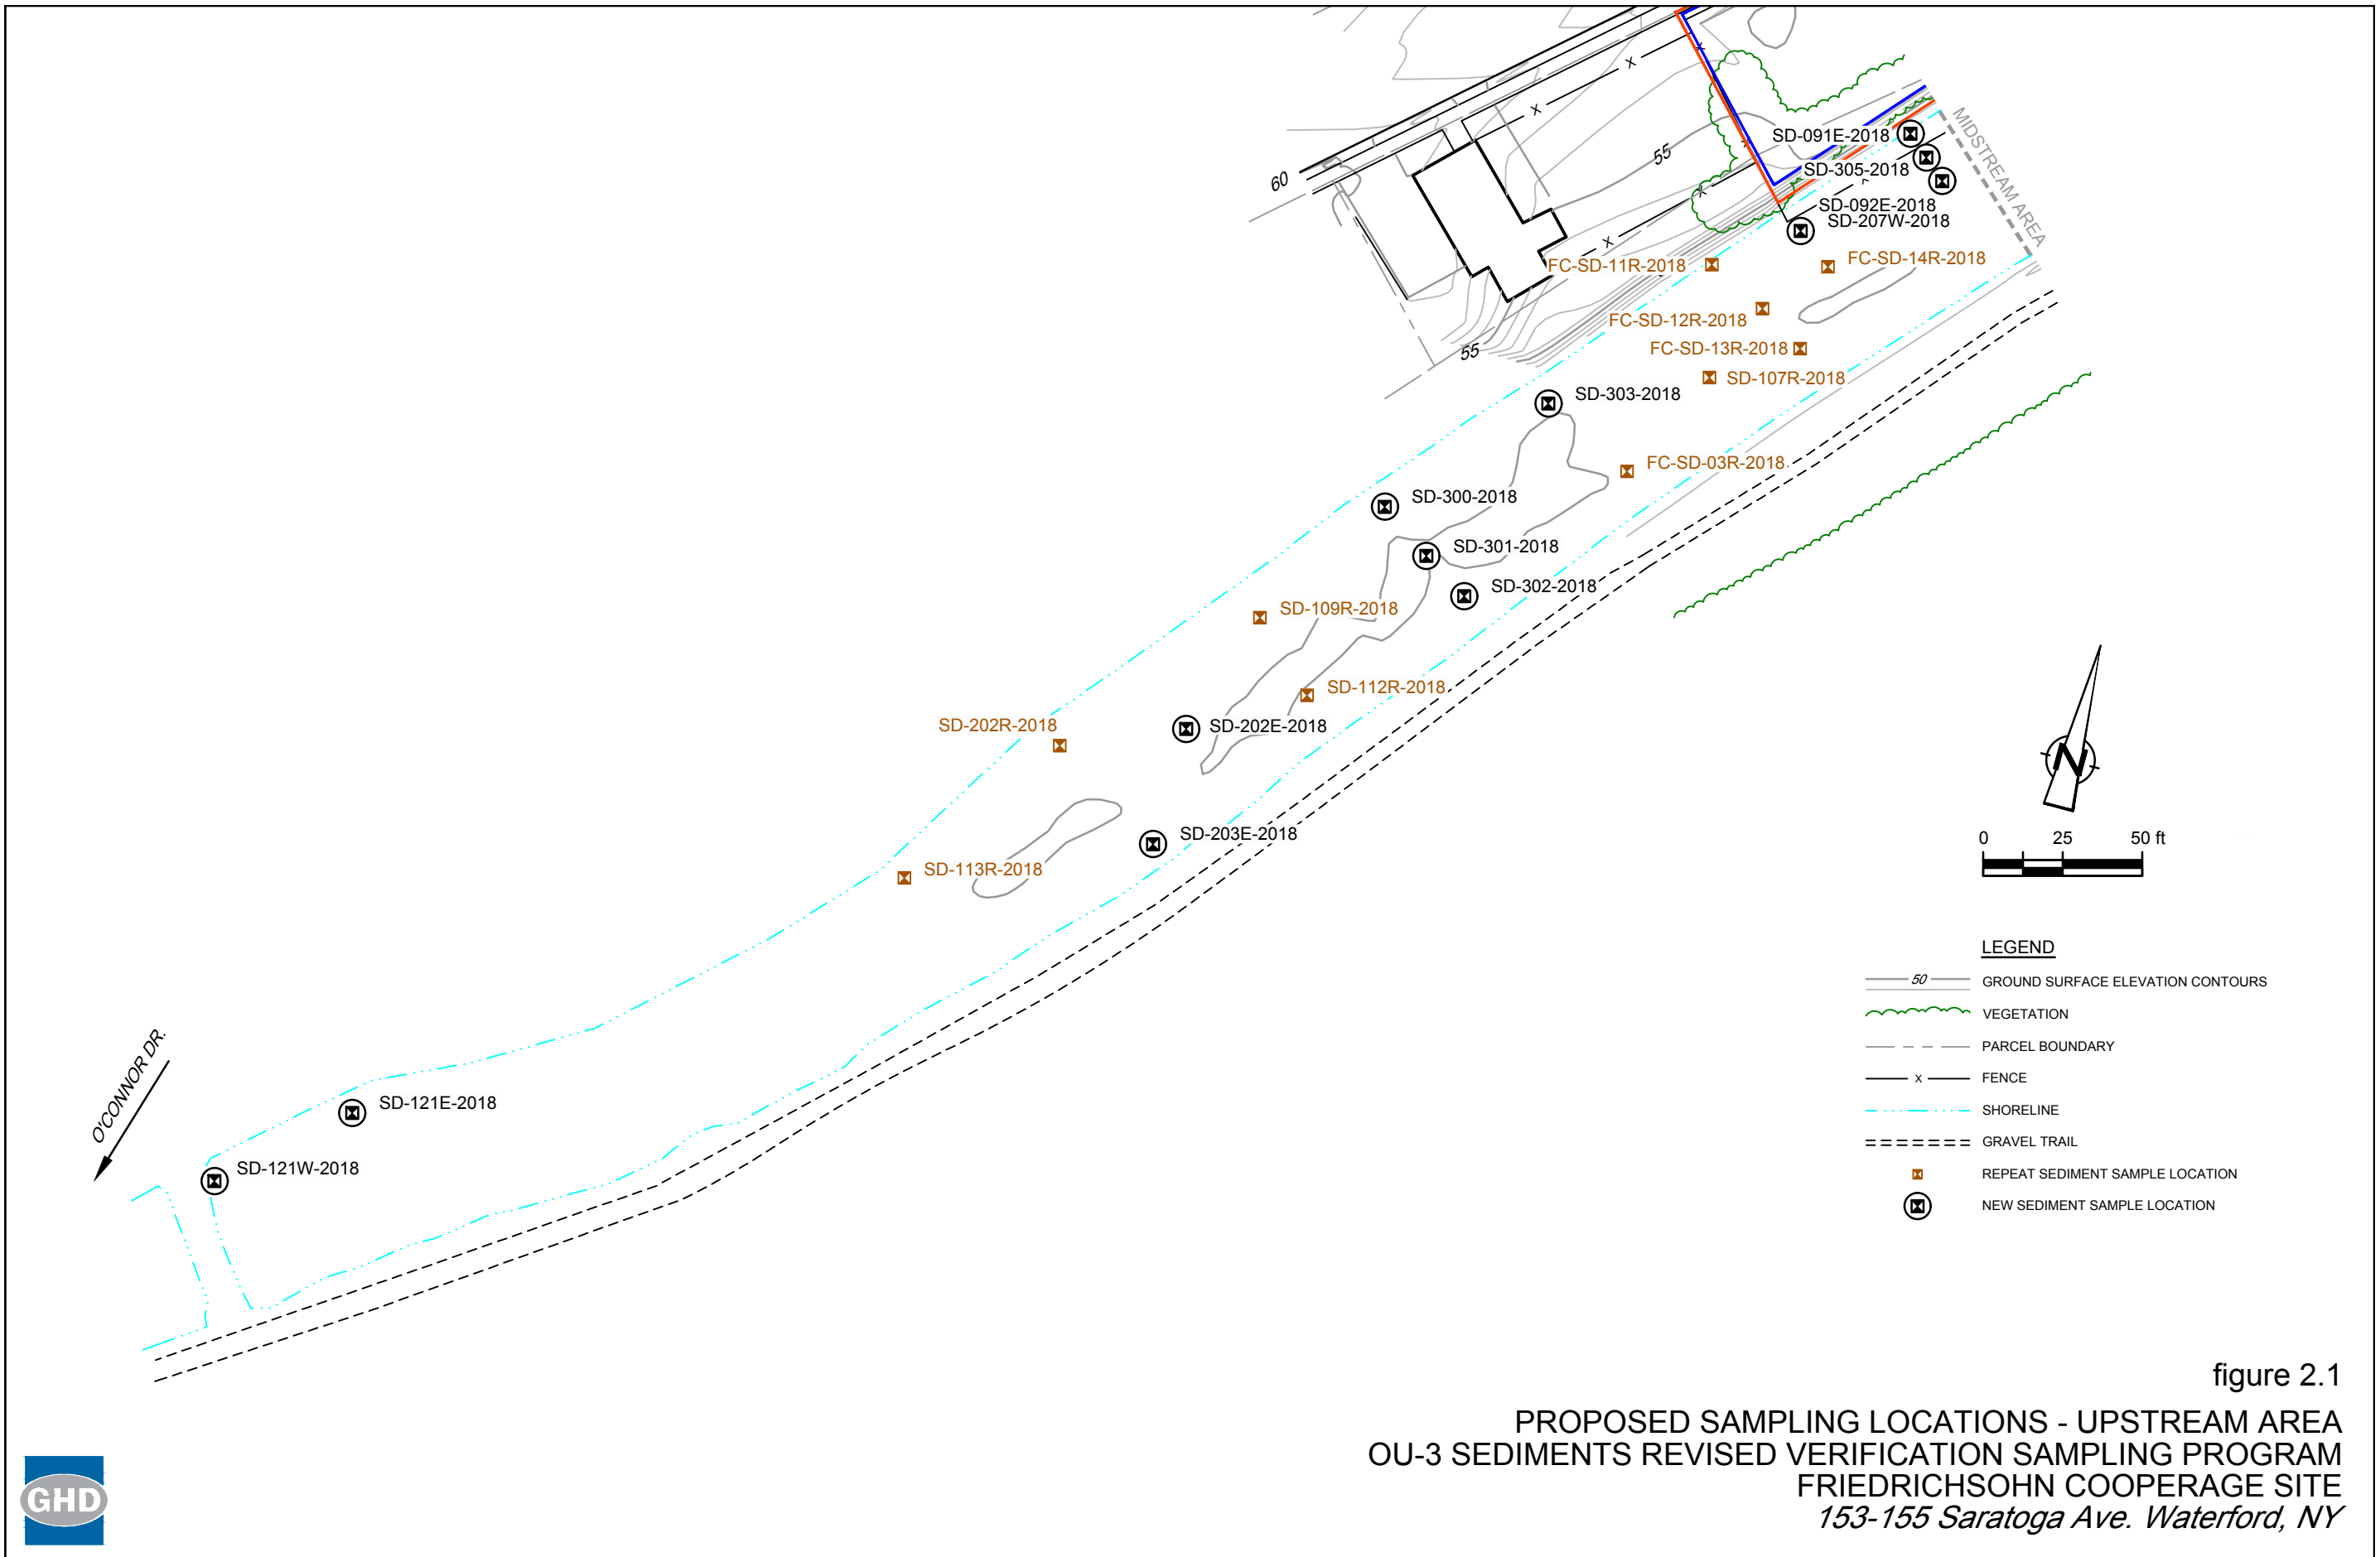 MIDSTREAM AREA
60
55
X
X
X
X
X
X
SD-091E-2018
SD-305-2018
SD-092E-2018
SD-207W-2018
FC-SD-11R-2018
FC-SD-14R-2018
FC-SD-12R-2018
FC-SD-13R-2018
55
SD-107R-2018
SD-303-2018
FC-SD-03R-2018
SD-300-2018
SD-301-2018
SD-302-2018
SD-109R-2018
SD-112R-2018
SD-202R-2018
SD-202E-2018
SD-203E-2018
SD-113R-2018
O'CONNOR DR.
SD-121E-2018
SD-121W-2018
N
0 25 50 ft
LEGEND
50 GROUND SURFACE ELEVATION CONTOURS
VEGETATION
PARCEL BOUNDARY
X FENCE
SHORELINE
GRAVEL TRAIL
REPEAT SEDIMENT SAMPLE LOCATION
NEW SEDIMENT SAMPLE LOCATION
figure 2.1
PROPOSED SAMPLING LOCATIONS - UPSTREAM AREA
OU-3 SEDIMENTS REVISED VERIFICATION SAMPLING PROGRAM
FRIEDRICHSOHN COOPERAGE SITE
153-155 Saratoga Ave. Waterford, NY
GHD